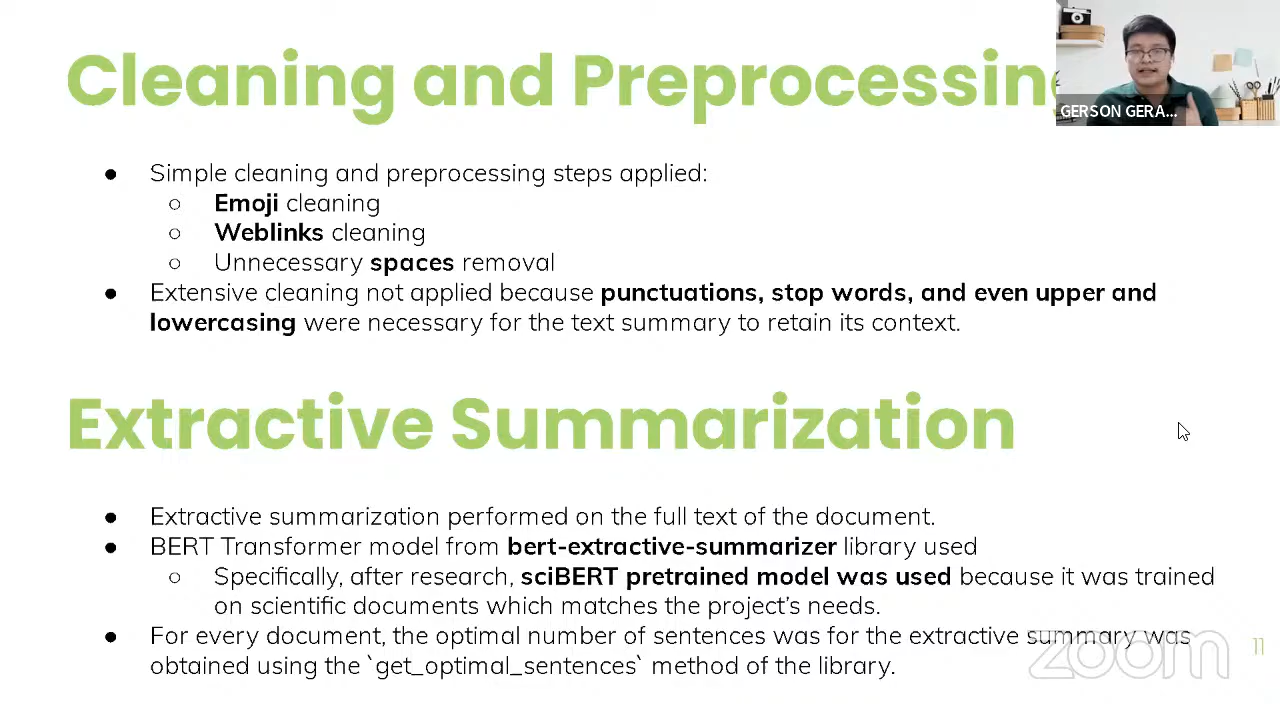 Cleaning and Preprocessing
GERSON GERA...
● Simple cleaning and preprocessing steps applied:
○ Emoji cleaning
○ Weblinks cleaning
○ Unnecessary spaces removal
● Extensive cleaning not applied because punctuations, stop words, and even upper and
lowercasing were necessary for the text summary to retain its context.
Extractive Summarization
● Extractive summarization performed on the full text of the document.
● BERT Transformer model from bert-extractive-summarizer library used
○ Specifically, after research, sciBERT pretrained model was used because it was trained
on scientific documents which matches the project's needs.
● For every document, the optimal number of sentences was for the extractive summary was
obtained using the `get_optimal_sentences` method of the library.
zoom
11